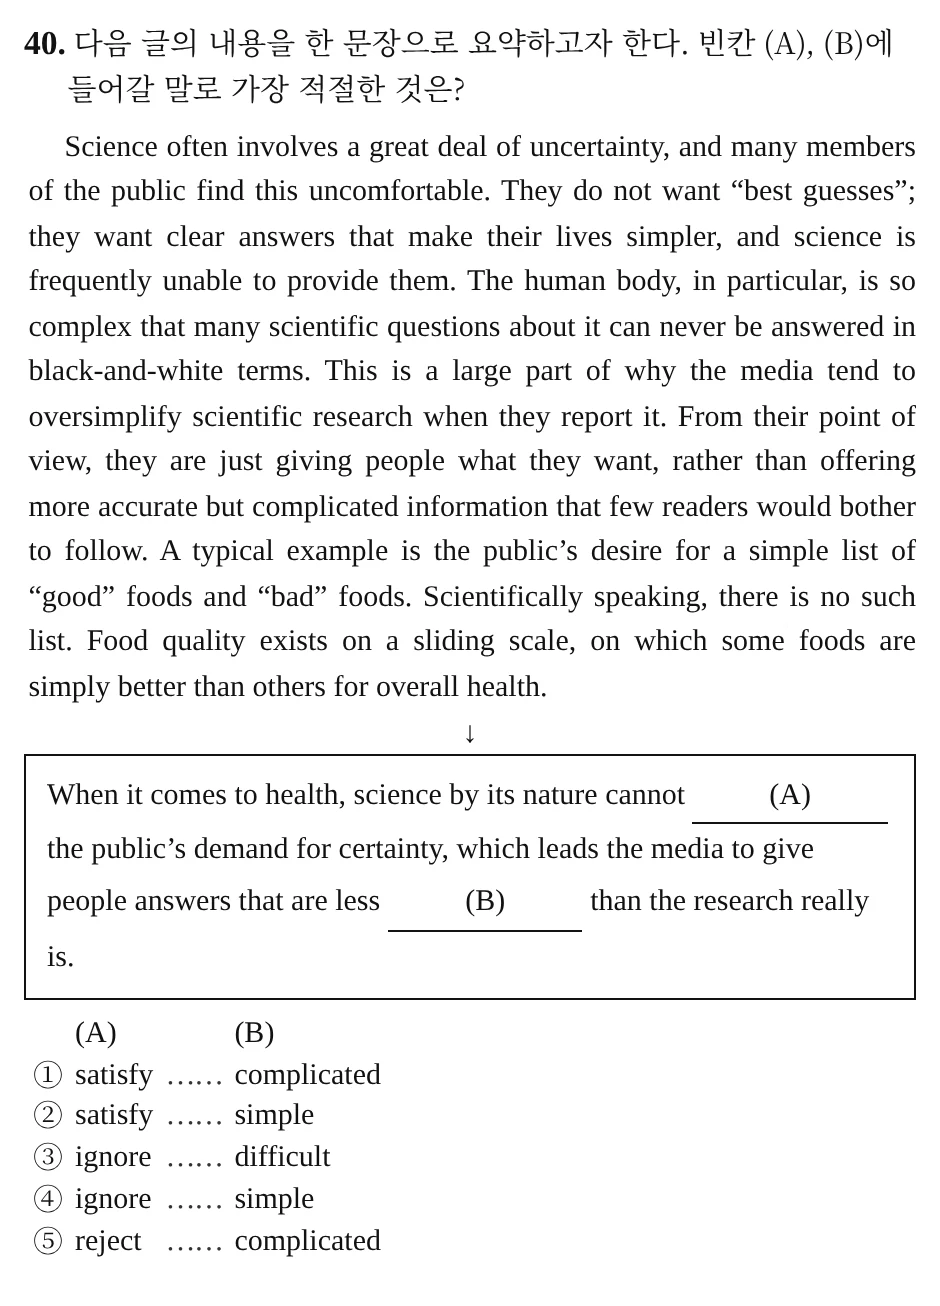 40. 다음 글의 내용을 한 문장으로 요약하고자 한다. 빈칸 (A), (B)에
들어갈 말로 가장 적절한 것은?
Science often involves a great deal of uncertainty, and many members
of the public find this uncomfortable. They do not want “best guesses”;
they want clear answers that make their lives simpler, and science is
frequently unable to provide them. The human body, in particular, is so
complex that many scientific questions about it can never be answered in
black-and-white terms. This is a large part of why the media tend to
oversimplify scientific research when they report it. From their point of
view, they are just giving people what they want, rather than offering
more accurate but complicated information that few readers would bother
to follow. A typical example is the public’s desire for a simple list of
“good” foods and “bad” foods. Scientifically speaking, there is no such
list. Food quality exists on a sliding scale, on which some foods are
simply better than others for overall health.
↓
When it comes to health, science by its nature cannot (A)
the public’s demand for certainty, which leads the media to give
people answers that are less (B) than the research really
is.
(A) (B)
① satisfy …… complicated
② satisfy …… simple
③ ignore …… difficult
④ ignore …… simple
⑤ reject …… complicated